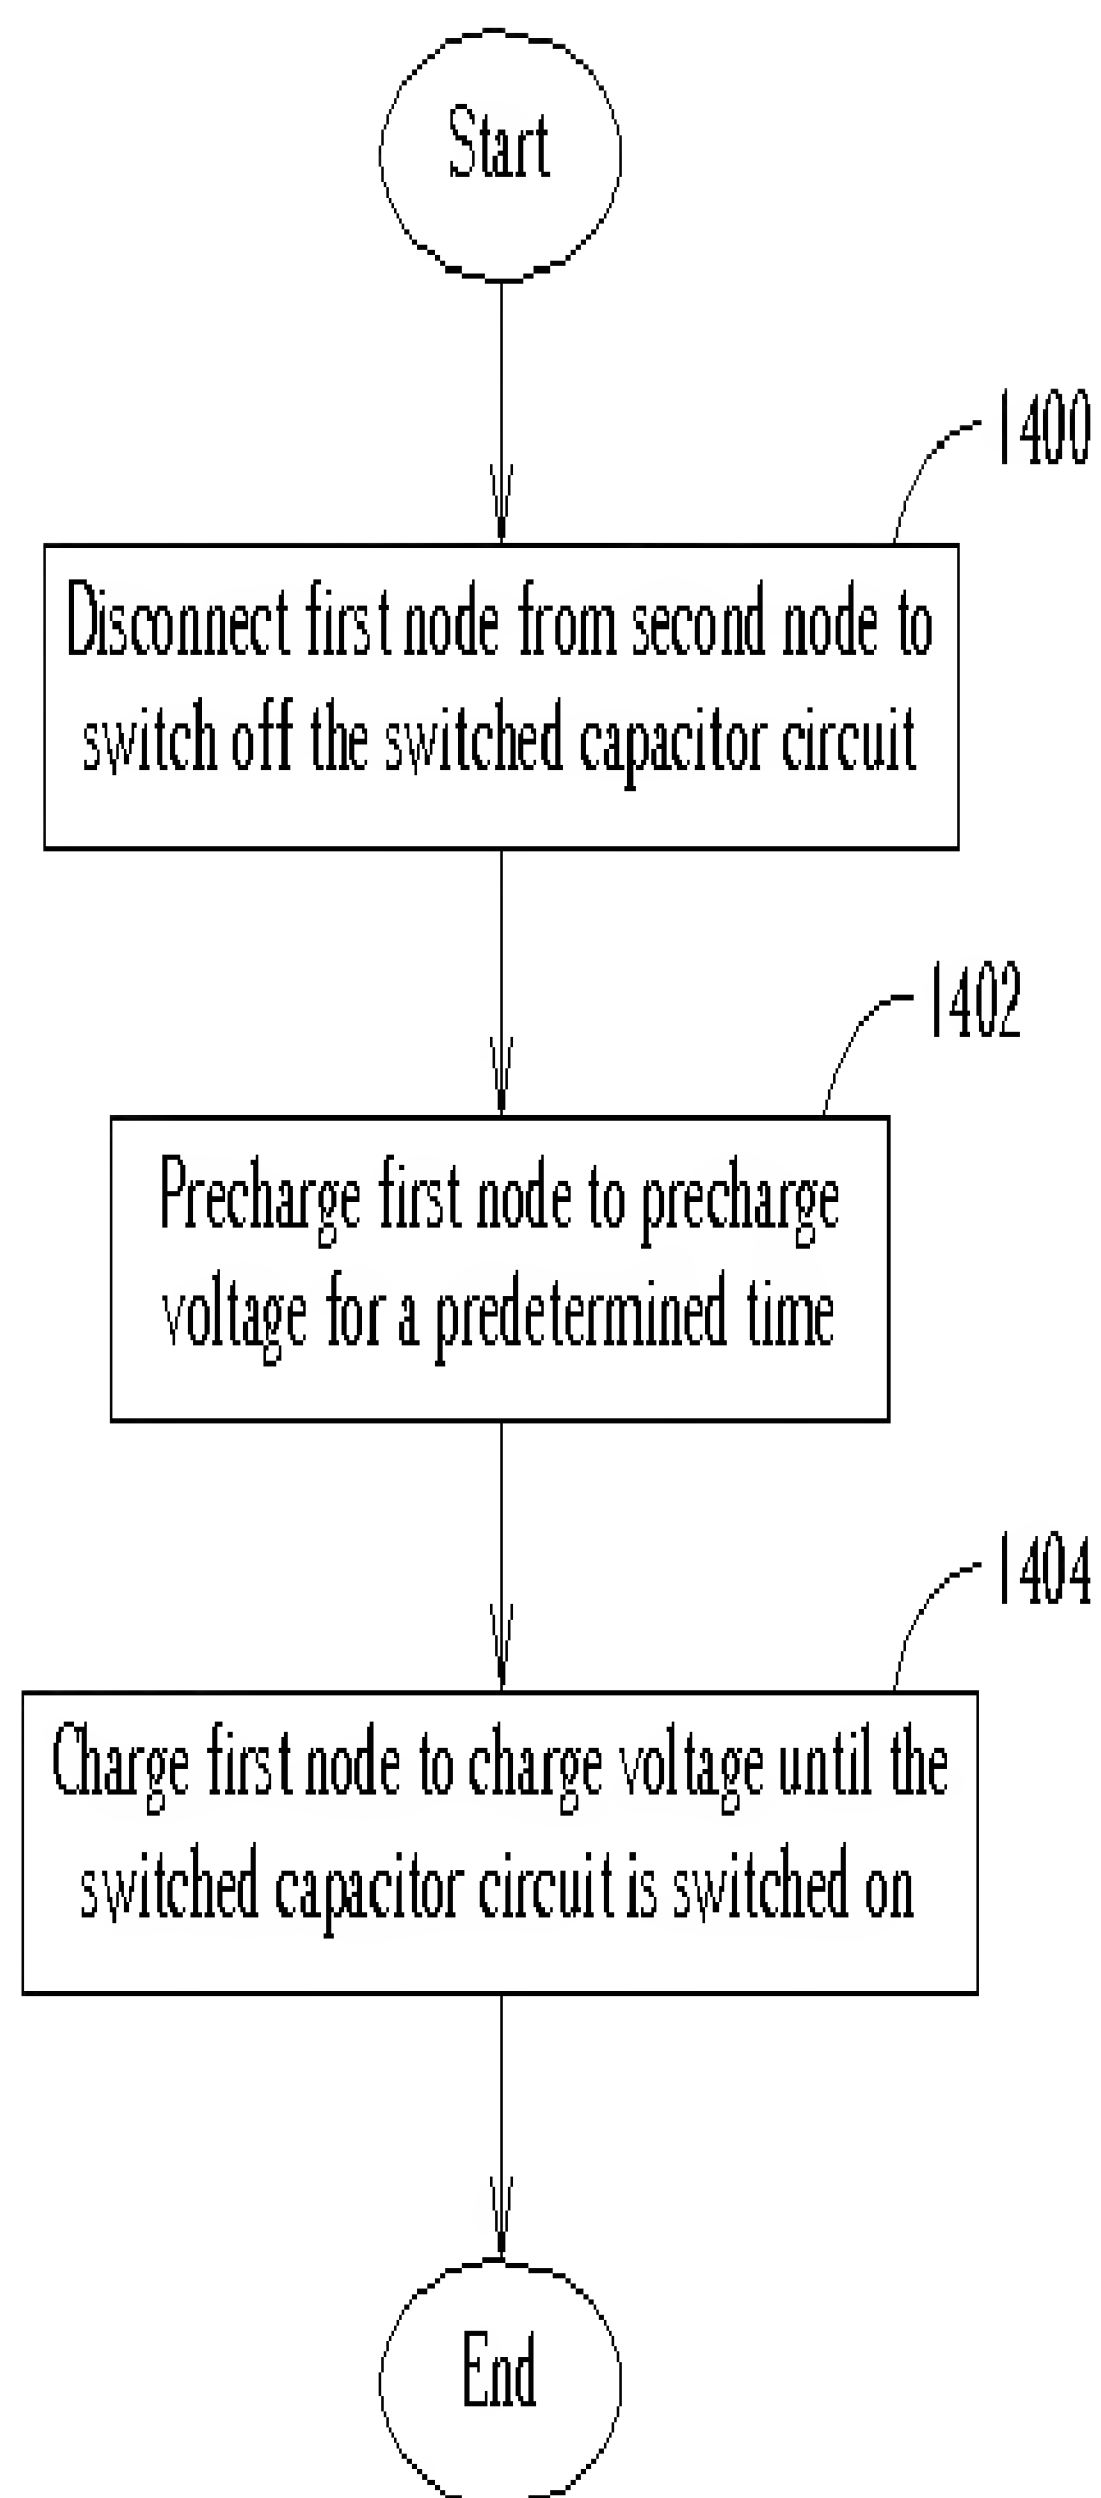 Start
1400
Disconnect first node from second node to
switch off the switched capacitor circuit
1402
Precharge first node to precharge
voltage for a predetermined time
1404
Charge first node to charge voltage until the
switched capacitor circuit is switched on
End